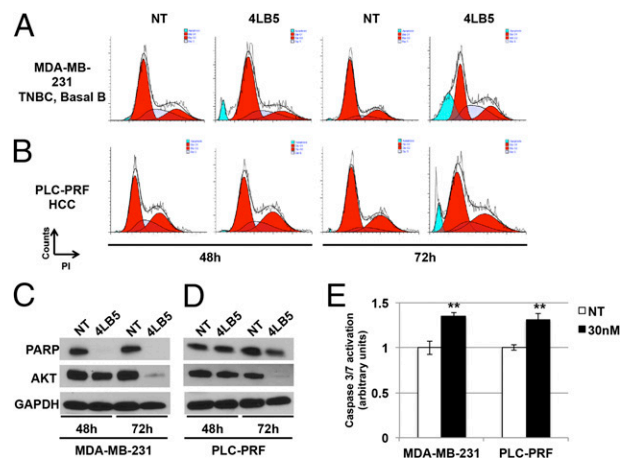 A
NT
4LB5
NT
4LB5
MDA-MB-
231
TNBC, Basal B
B
PLC-PRF
HCC
Counts
PI
48h
72h
C
NT
4LB5
NT
4LB5
D
NT
4LB5
NT
4LB5
PARP
AKT
GAPDH
48h
72h
48h
72h
MDA-MB-231
PLC-PRF
E
Caspase 3/7 activation
(arbitrary units)
1.5
1
0.5
0
**
**
NT
30nM
MDA-MB-231
PLC-PRF